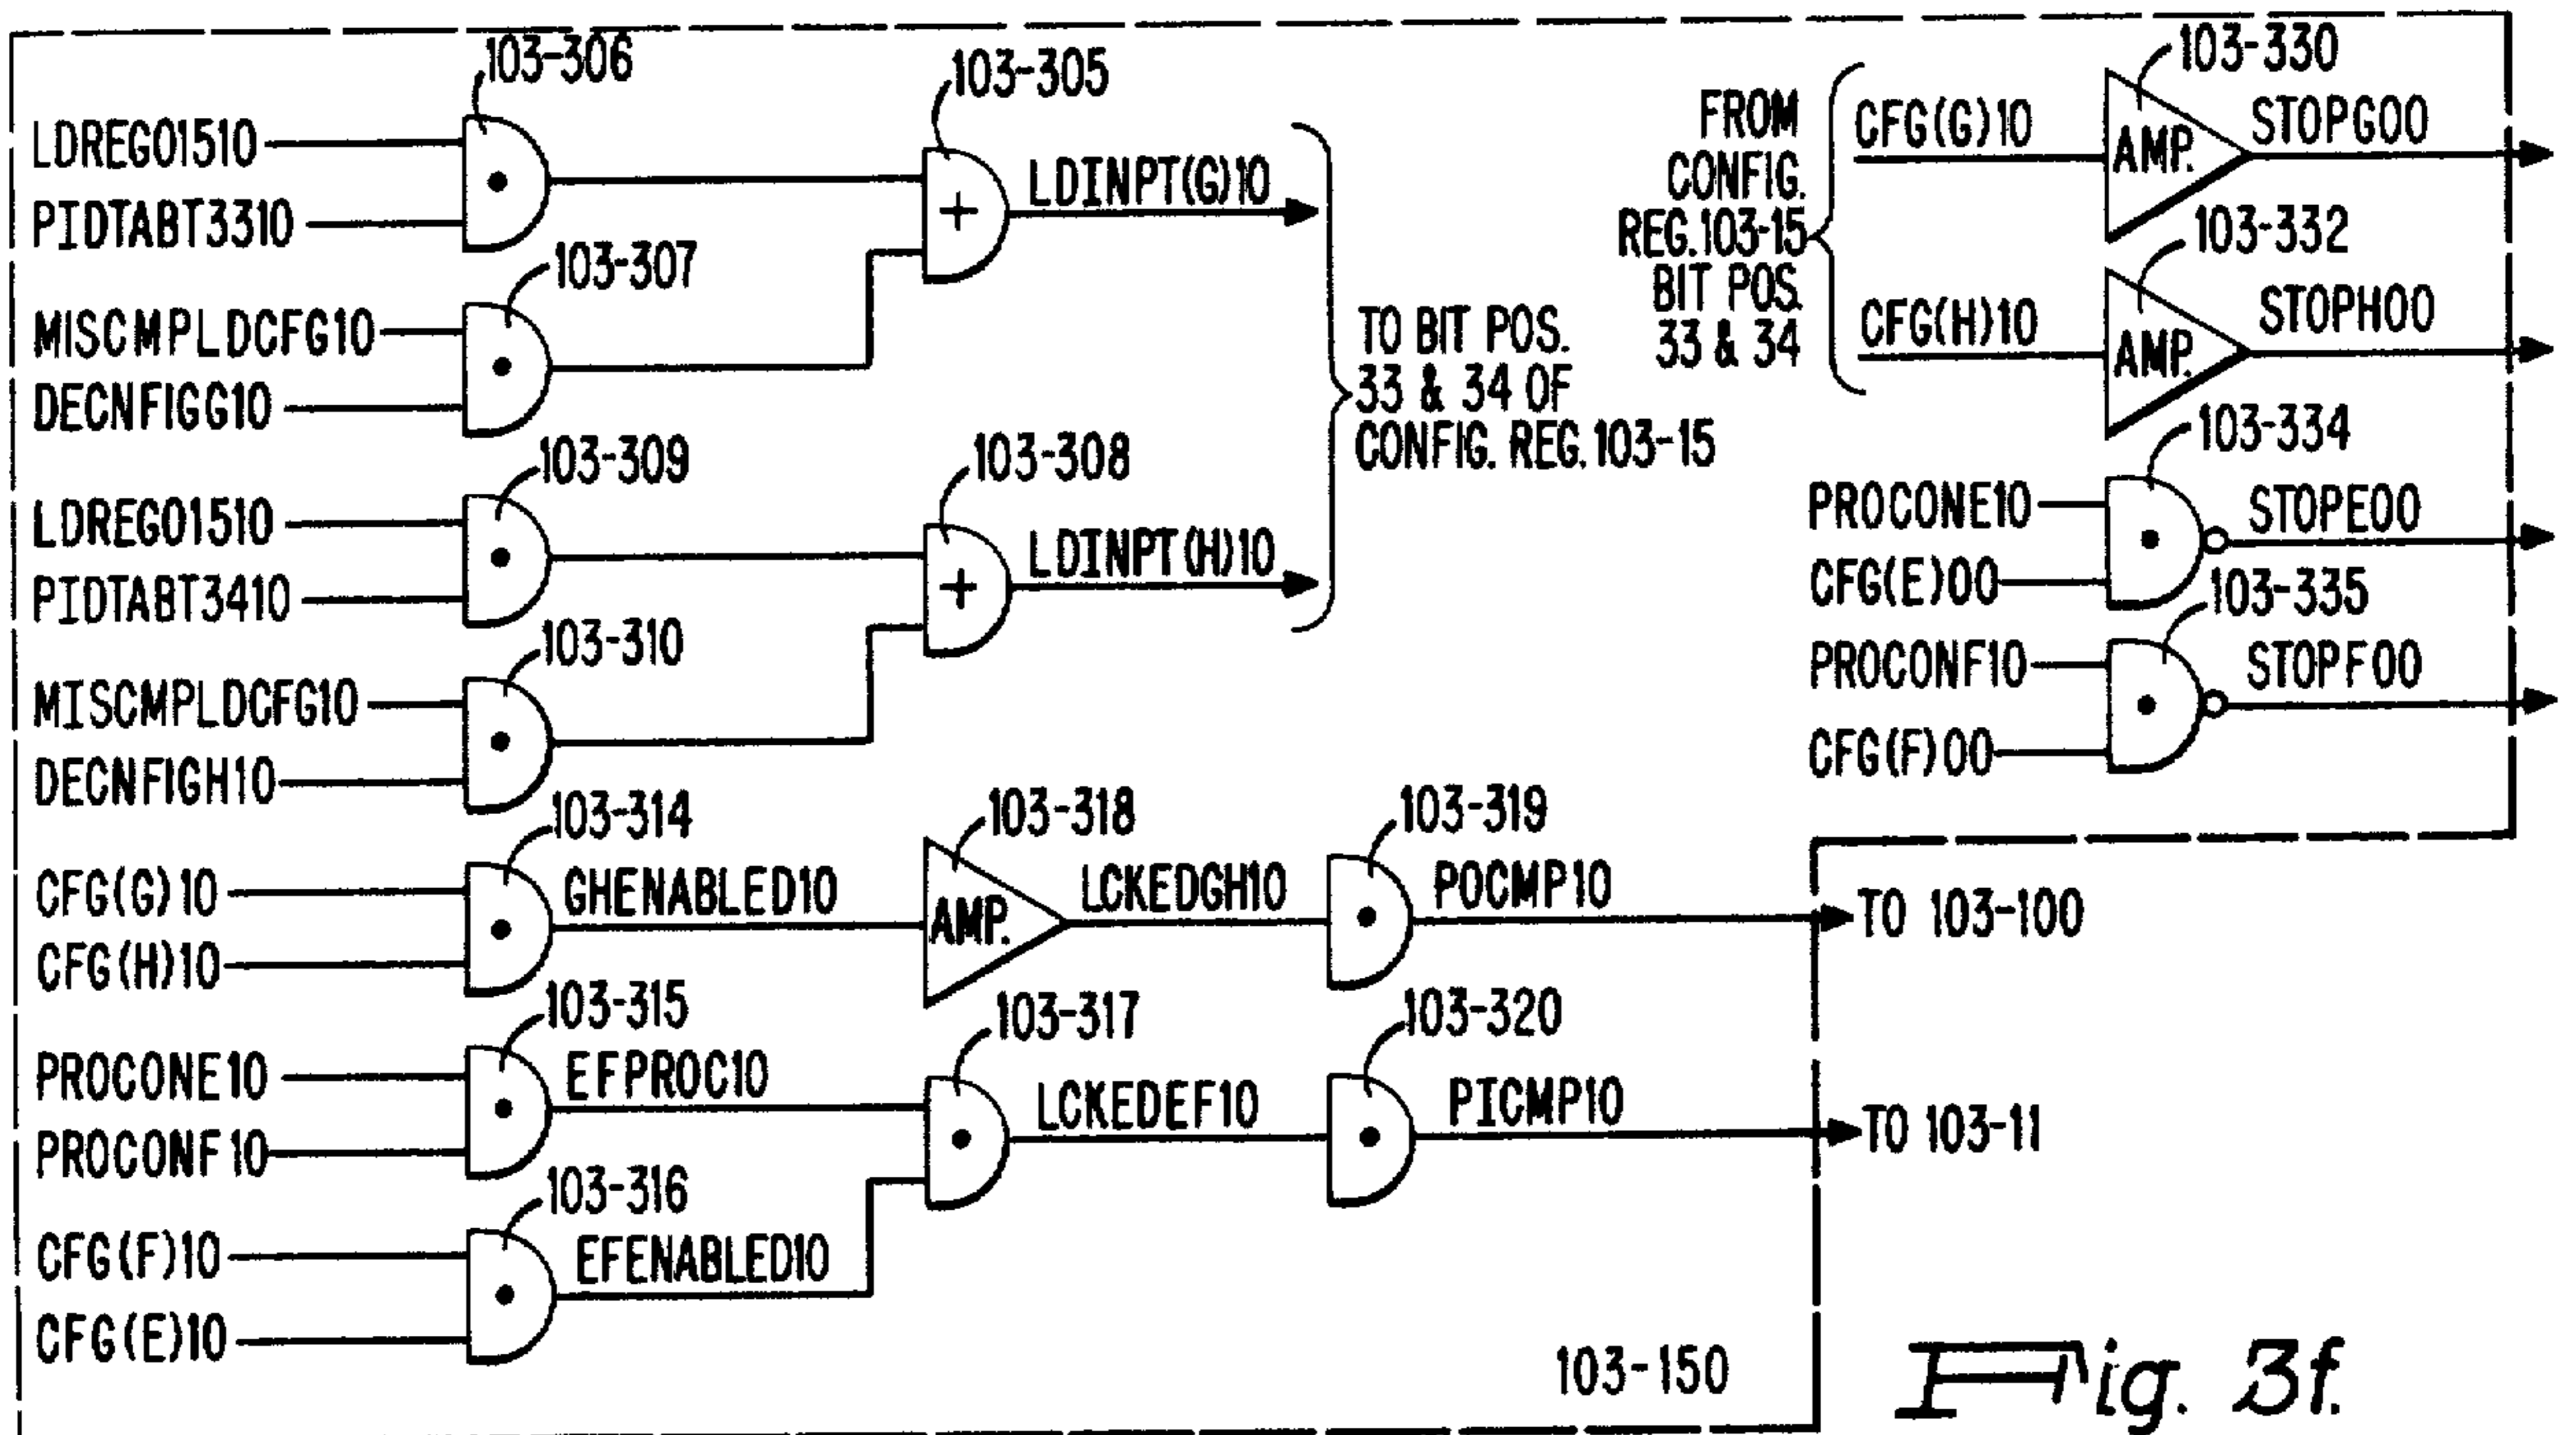 103-306
LDREG01510
PIDTABT3310
103-305
LDINPT(G)10
103-307
MISCMPLDCFG10
DECNFIGG10
103-309
LDREG01510
PIDTABT3410
103-308
LDINPT(H)10
103-310
MISCMPLDCFG10
DECNFIGH10
TO BIT POS.
33 & 34 OF
CONFIG. REG. 103-15
FROM
CONFIG.
REG. 103-15
BIT POS.
33 & 34
CFG(G)10
103-330
AMP.
STOPG00
CFG(H)10
103-332
AMP.
STOPH00
103-334
PROCONE10
CFG(E)00
STOPE00
103-335
PROCONF10
CFG(F)00
STOPF00
103-314
CFG(G)10
CFG(H)10
GHENABLED10
103-318
AMP.
LCKEDGH10
103-319
POCMP10
TO 103-100
103-315
PROCONE10
PROCONF10
EFPROC10
103-317
LCKEDEF10
103-320
PICMP10
TO 103-11
103-316
CFG(F)10
CFG(E)10
EFENABLED10
103-150
Fig. 3f.